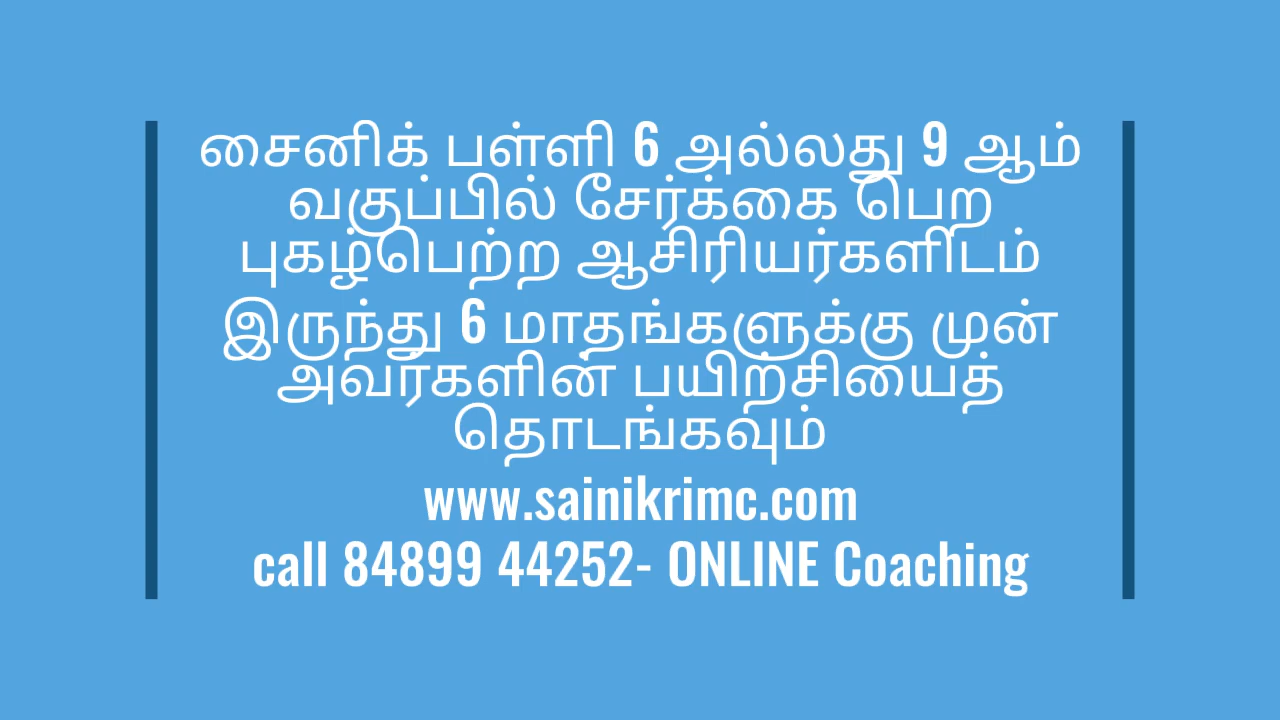 சைனிக் பள்ளி 6 அல்லது 9 ஆம்
வகுப்பில் சேர்க்கை பெற
புகழ்பெற்ற ஆசிரியர்களிடம்
இருந்து 6 மாதங்களுக்கு முன்
அவர்களின் பயிற்சியைத்
தொடங்கவும்
www.sainikrimc.com
call 84899 44252- ONLINE Coaching